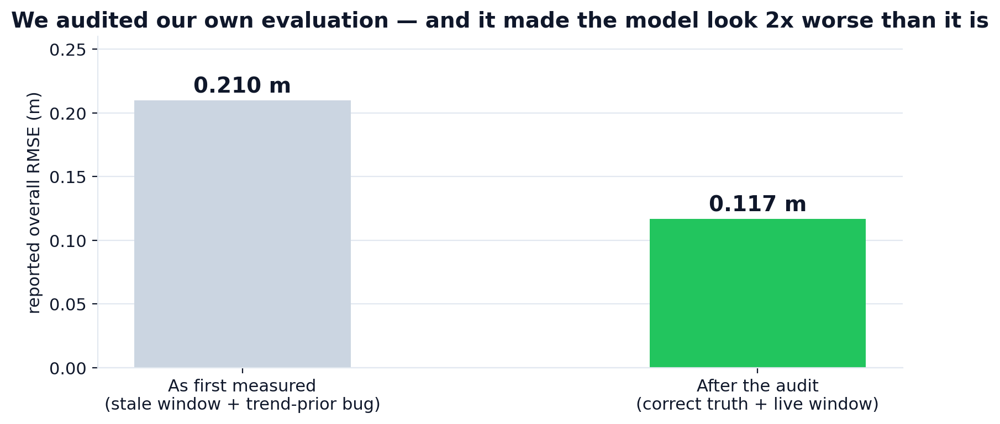 We audited our own evaluation — and it made the model look 2x worse than it is
reported overall RMSE (m)
0.25
0.20
0.15
0.10
0.05
0.00
0.210 m
0.117 m
As first measured
(stale window + trend-prior bug)
After the audit
(correct truth + live window)